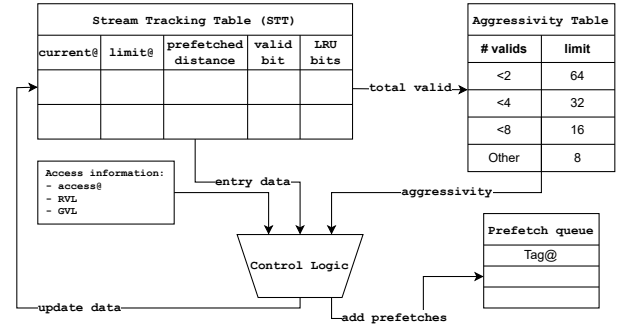 Stream Tracking Table (STT)
current@ limit@ prefetched distance valid bit LRU bits
Aggressivity Table
# valids limit
<2 64
<4 32
<8 16
Other 8
total valid
Access information:
- access@
- RVL
- GVL
entry data
aggressivity
Control Logic
Prefetch queue
Tag@
update data
add prefetches